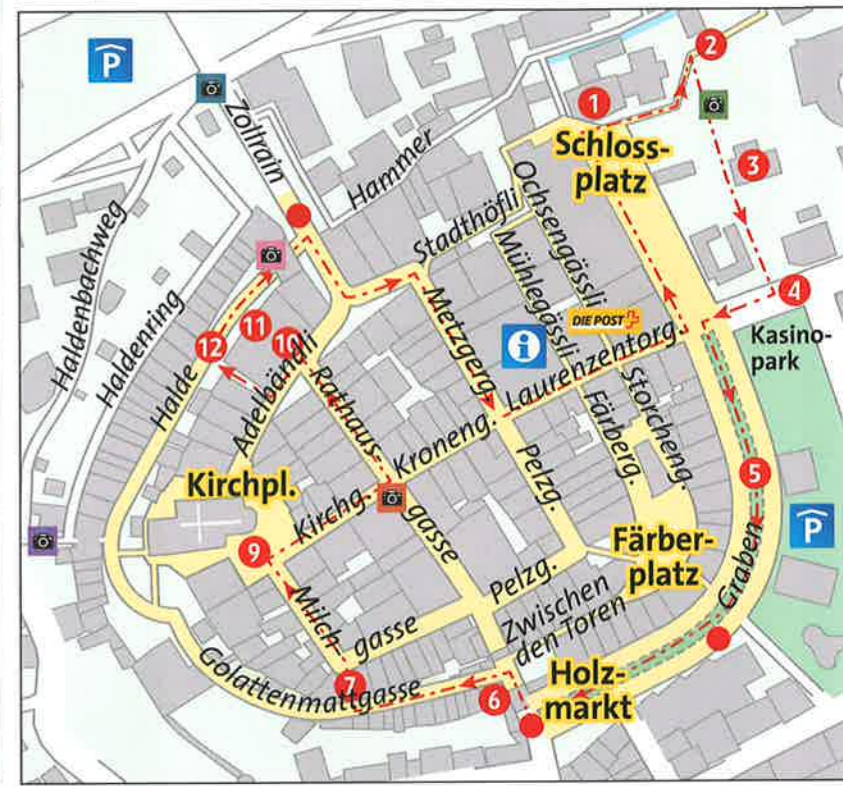 P
2
Zollrain
1
Hammer
Schloss-
platz
3
Haldenbachweg
Haldenring
Stadthöfli
Ochsengässli
Mühlegässli
4
DIE POST
i
Kasino-
park
12
11
10
Halde
Adelbändli
Rathaus-
gasse
Metzgerg.
Laurenzentorg.
Storcheng.
Färberg.
Kroneng.
Kirchpl.
Kirchg.
Pelzg.
5
P
9
Färber-
platz
Graben
Milch
gasse
Pelzg.
Zwischen
den Toren
7
6
Golattenmattgasse
Holz-
markt